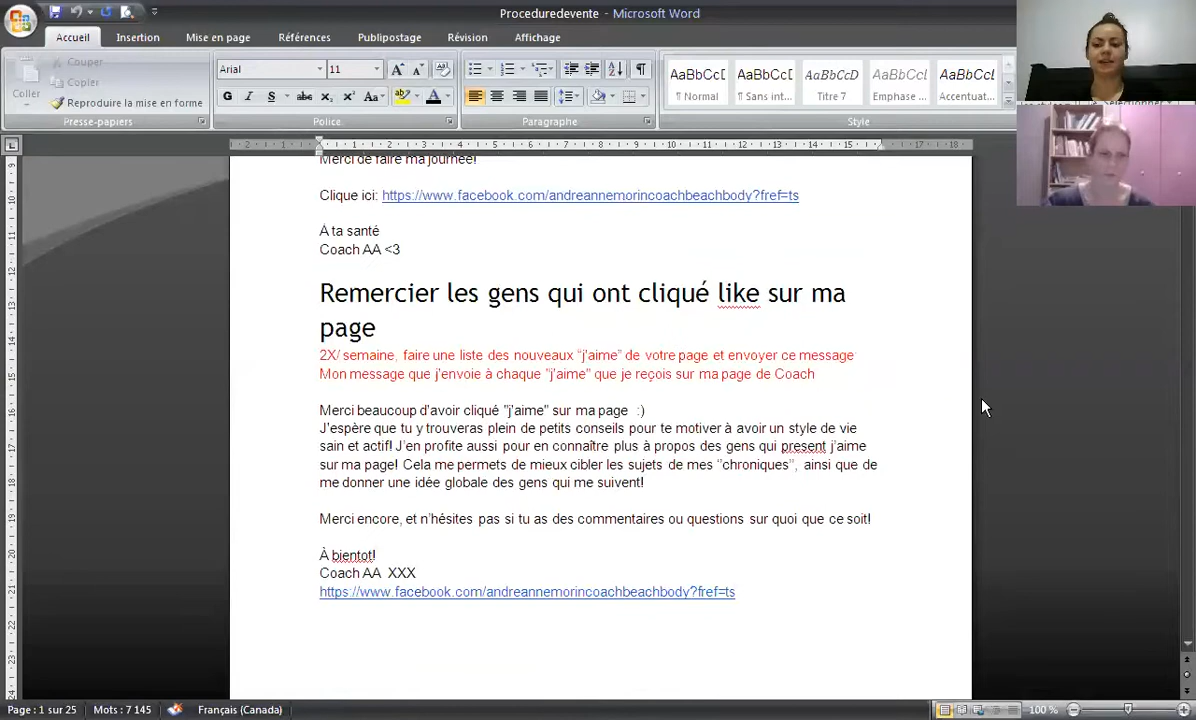 Proceduredevente - Microsoft Word
Accueil Insertion Mise en page Références Publipostage Révision Affichage
Coller
Couper
Copier
Reproduire la mise en forme
Presse-papiers
Arial 11
G I S abc x₂ x² Aa A
Police
Paragraphe
AaBbCcI AaBbCcI AaBbCcD AaBbCcI AaBbCcI
¶ Normal ¶ Sans int... Titre 7 Emphase ... Accentuat...
Style
Sélectionner
Merci de faire ma journée!
Clique ici: https://www.facebook.com/andreannemorincoachbeachbody?fref=ts
À ta santé
Coach AA <3
Remercier les gens qui ont cliqué like sur ma
page
2X/ semaine, faire une liste des nouveaux "j'aime" de votre page et envoyer ce message
Mon message que j'envoie à chaque "j'aime" que je reçois sur ma page de Coach
Merci beaucoup d'avoir cliqué "j'aime" sur ma page :)
J'espère que tu y trouveras plein de petits conseils pour te motiver à avoir un style de vie
sain et actif! J'en profite aussi pour en connaître plus à propos des gens qui present j'aime
sur ma page! Cela me permets de mieux cibler les sujets de mes "chroniques", ainsi que de
me donner une idée globale des gens qui me suivent!
Merci encore, et n'hésites pas si tu as des commentaires ou questions sur quoi que ce soit!
À bientot!
Coach AA XXX
https://www.facebook.com/andreannemorincoachbeachbody?fref=ts
Page : 1 sur 25 Mots : 7 145 Français (Canada) 100 %